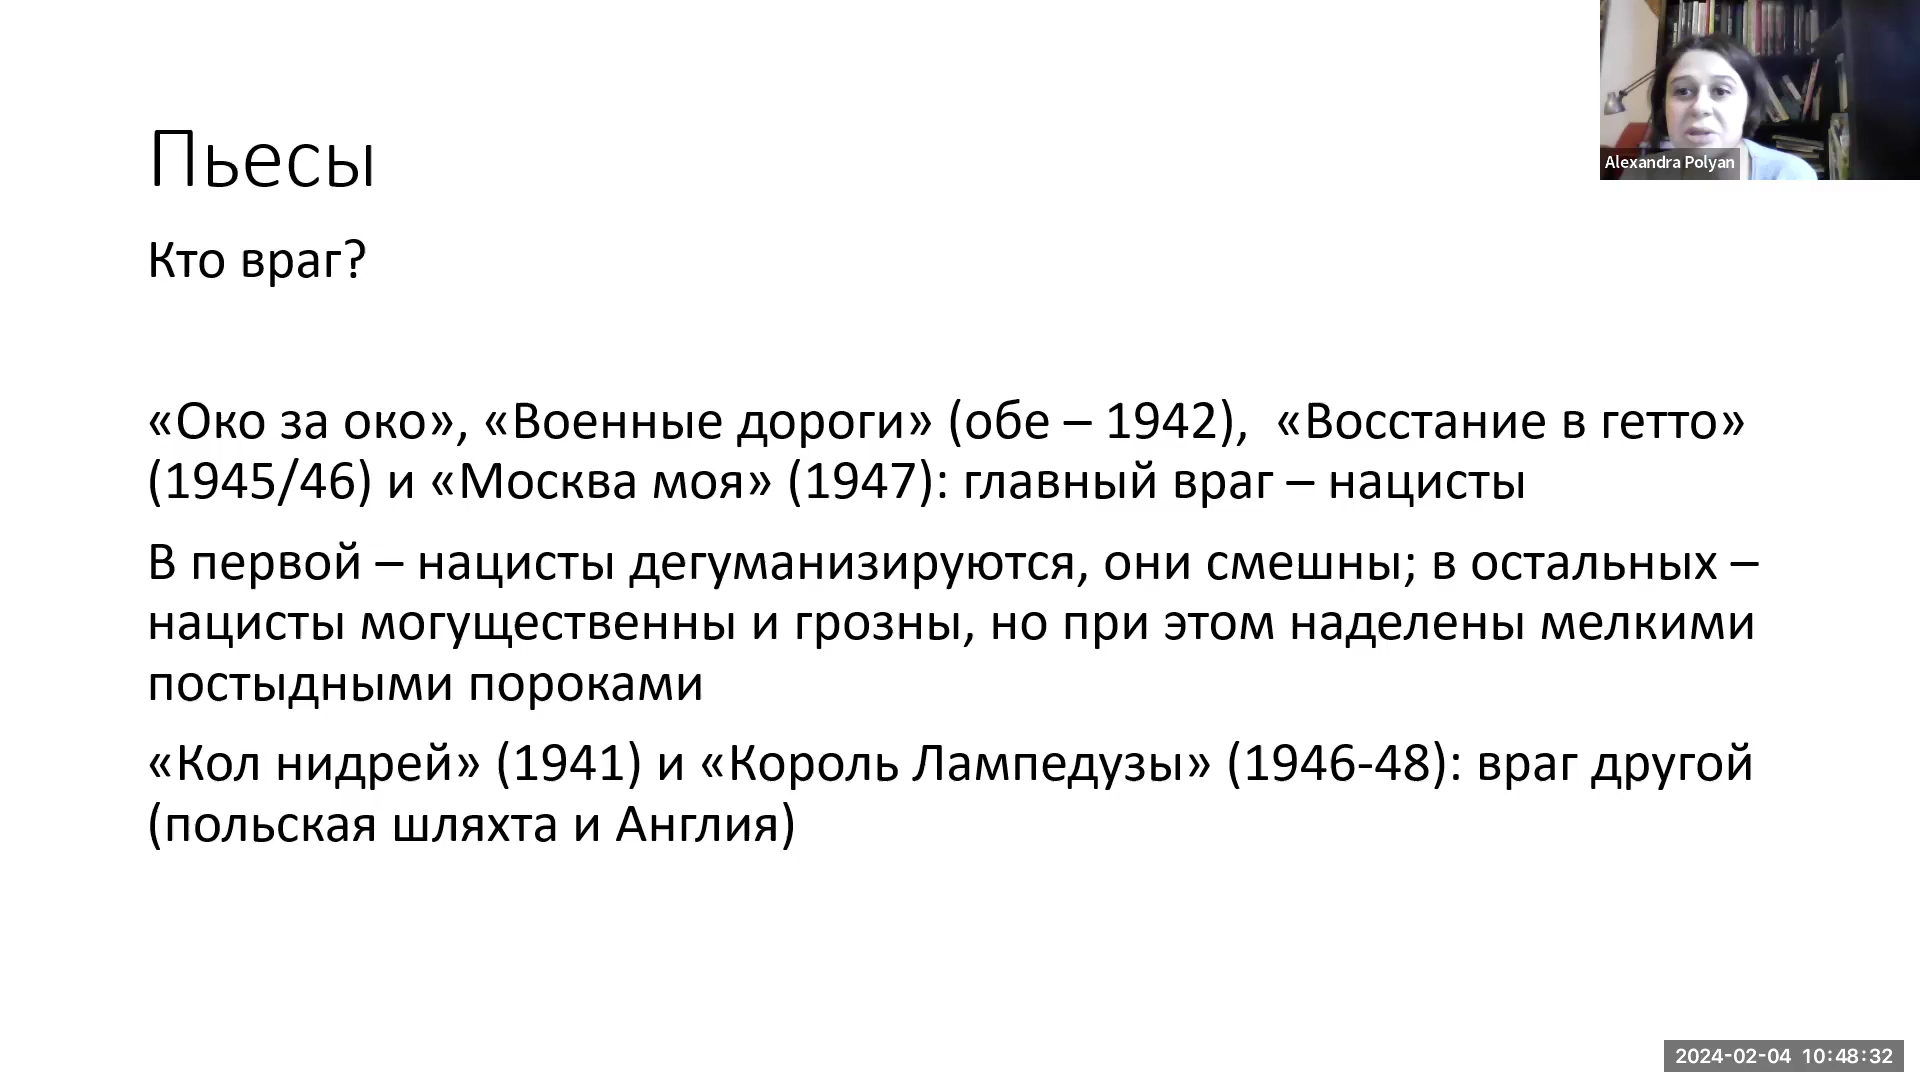 Пьесы
Alexandra Polyan
Кто враг?
«Око за око», «Военные дороги» (обе – 1942),  «Восстание в гетто»
(1945/46) и «Москва моя» (1947): главный враг – нацисты
В первой – нацисты дегуманизируются, они смешны; в остальных –
нацисты могущественны и грозны, но при этом наделены мелкими
постыдными пороками
«Кол нидрей» (1941) и «Король Лампедузы» (1946-48): враг другой
(польская шляхта и Англия)
2024-02-04 10:48:32